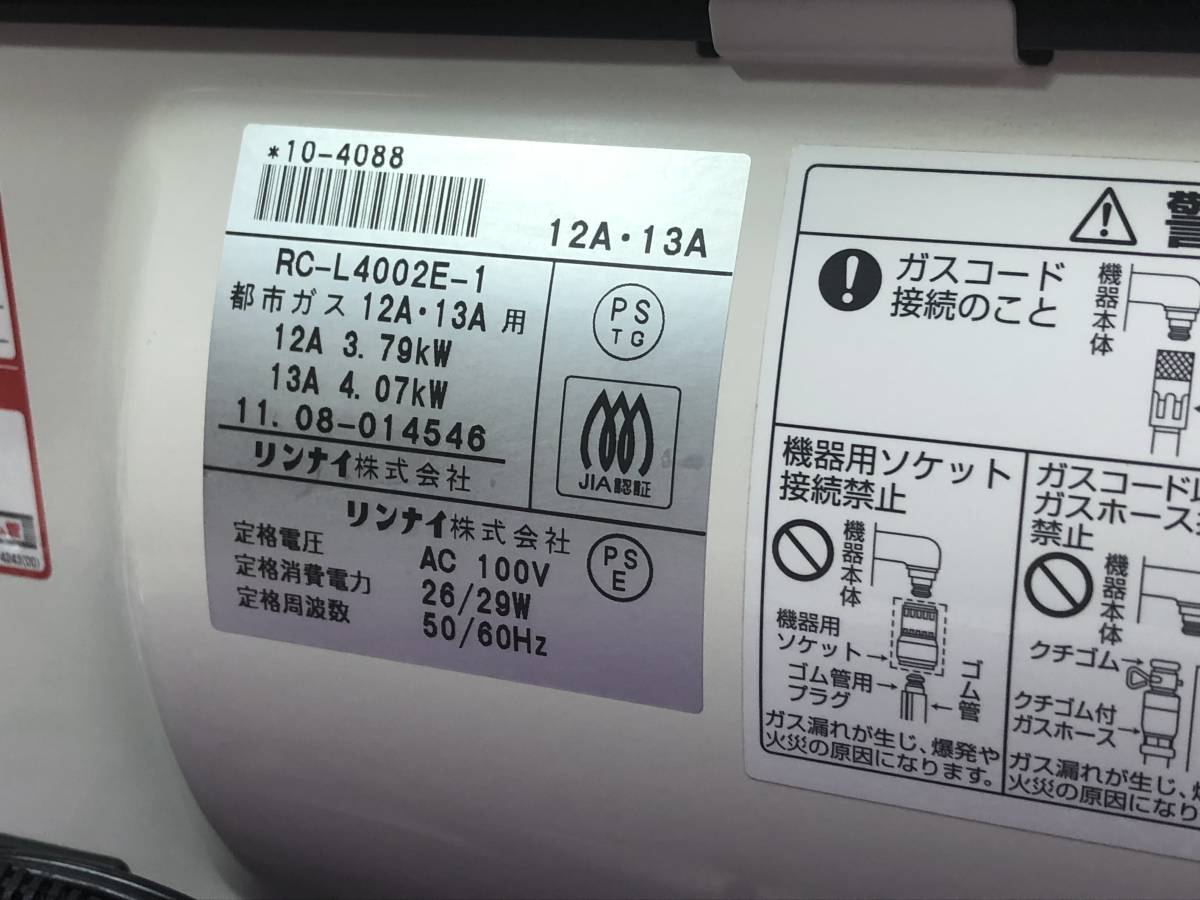 *10-4088
12A・13A
RC-L4002E-1
都市ガス 12A・13A 用
12A 3.79kW
13A 4.07kW
11.08-014546
リンナイ株式会社
PS
TG
JIA認証
リンナイ株式会社
定格電圧 AC 100V
定格消費電力 26/29W
定格周波数 50/60Hz
PS
E
警
ガスコード
接続のこと
機器本体
機器用ソケット
接続禁止
機器本体
機器用
ソケット
ゴム管用
プラグ
ゴム管
ガス漏れが生じ、爆発や
火災の原因になります。
ガスコード以
ガスホース
禁止
機器本体
クチゴム
クチゴム付
ガスホース
ガス漏れが生じ、爆
火災の原因になり